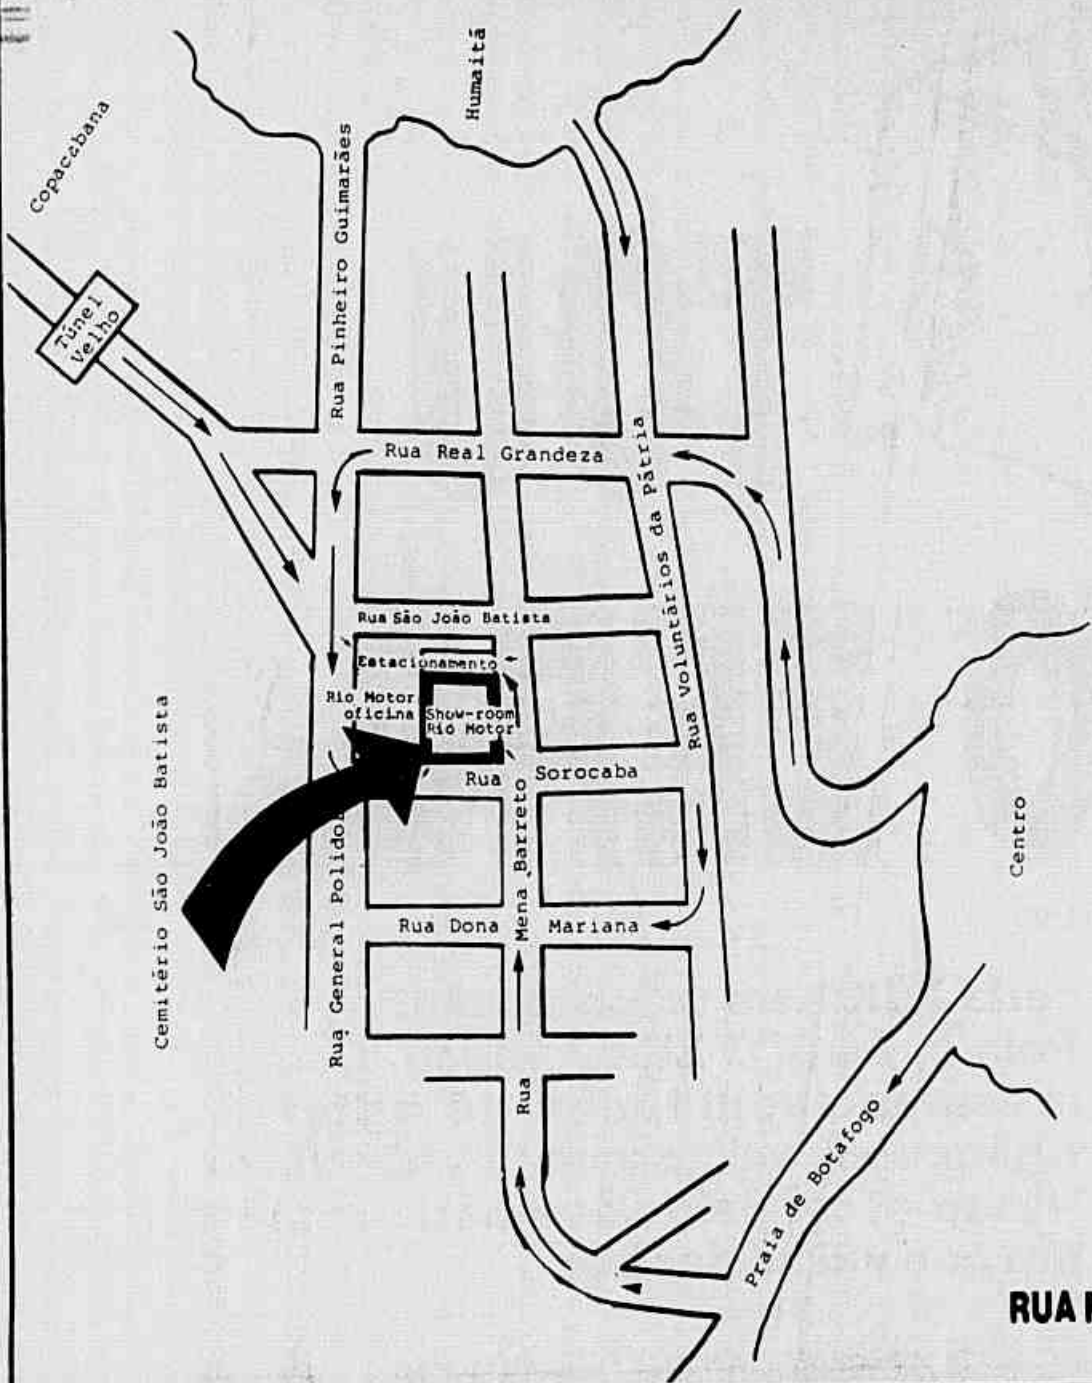 Copacabana
Humaitá
Túnel
Velho
Rua Pinheiro Guimarães
Rua Real Grandeza
Rua Voluntários da Pátria
Rua São João Batista
Estacionamento
Rio Motor
oficina
Show-room
Rio Motor
Rua Sorocaba
Cemitério São João Batista
Rua General Polidoro
Rua Mena Barreto
Rua Dona Mariana
Centro
Praia de Botafogo
RUA